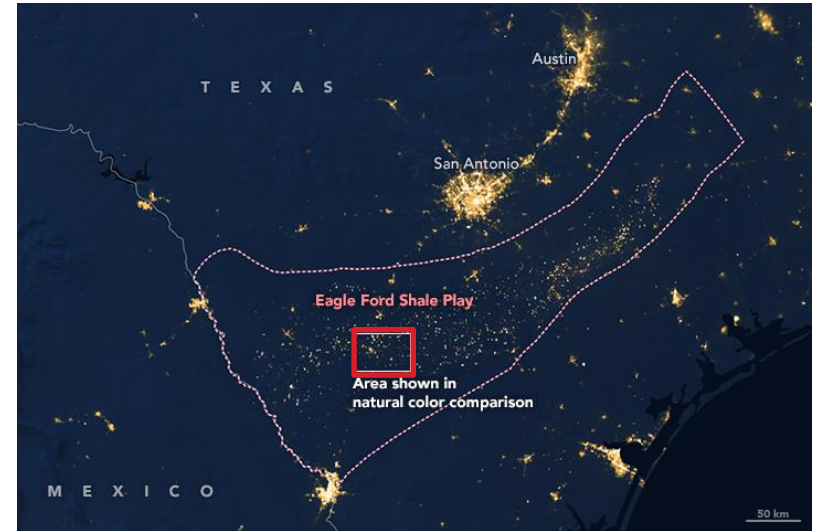 Austin
T E X A S
San Antonio
Eagle Ford Shale Play
Area shown in
natural color comparison
M E X I C O
50 km